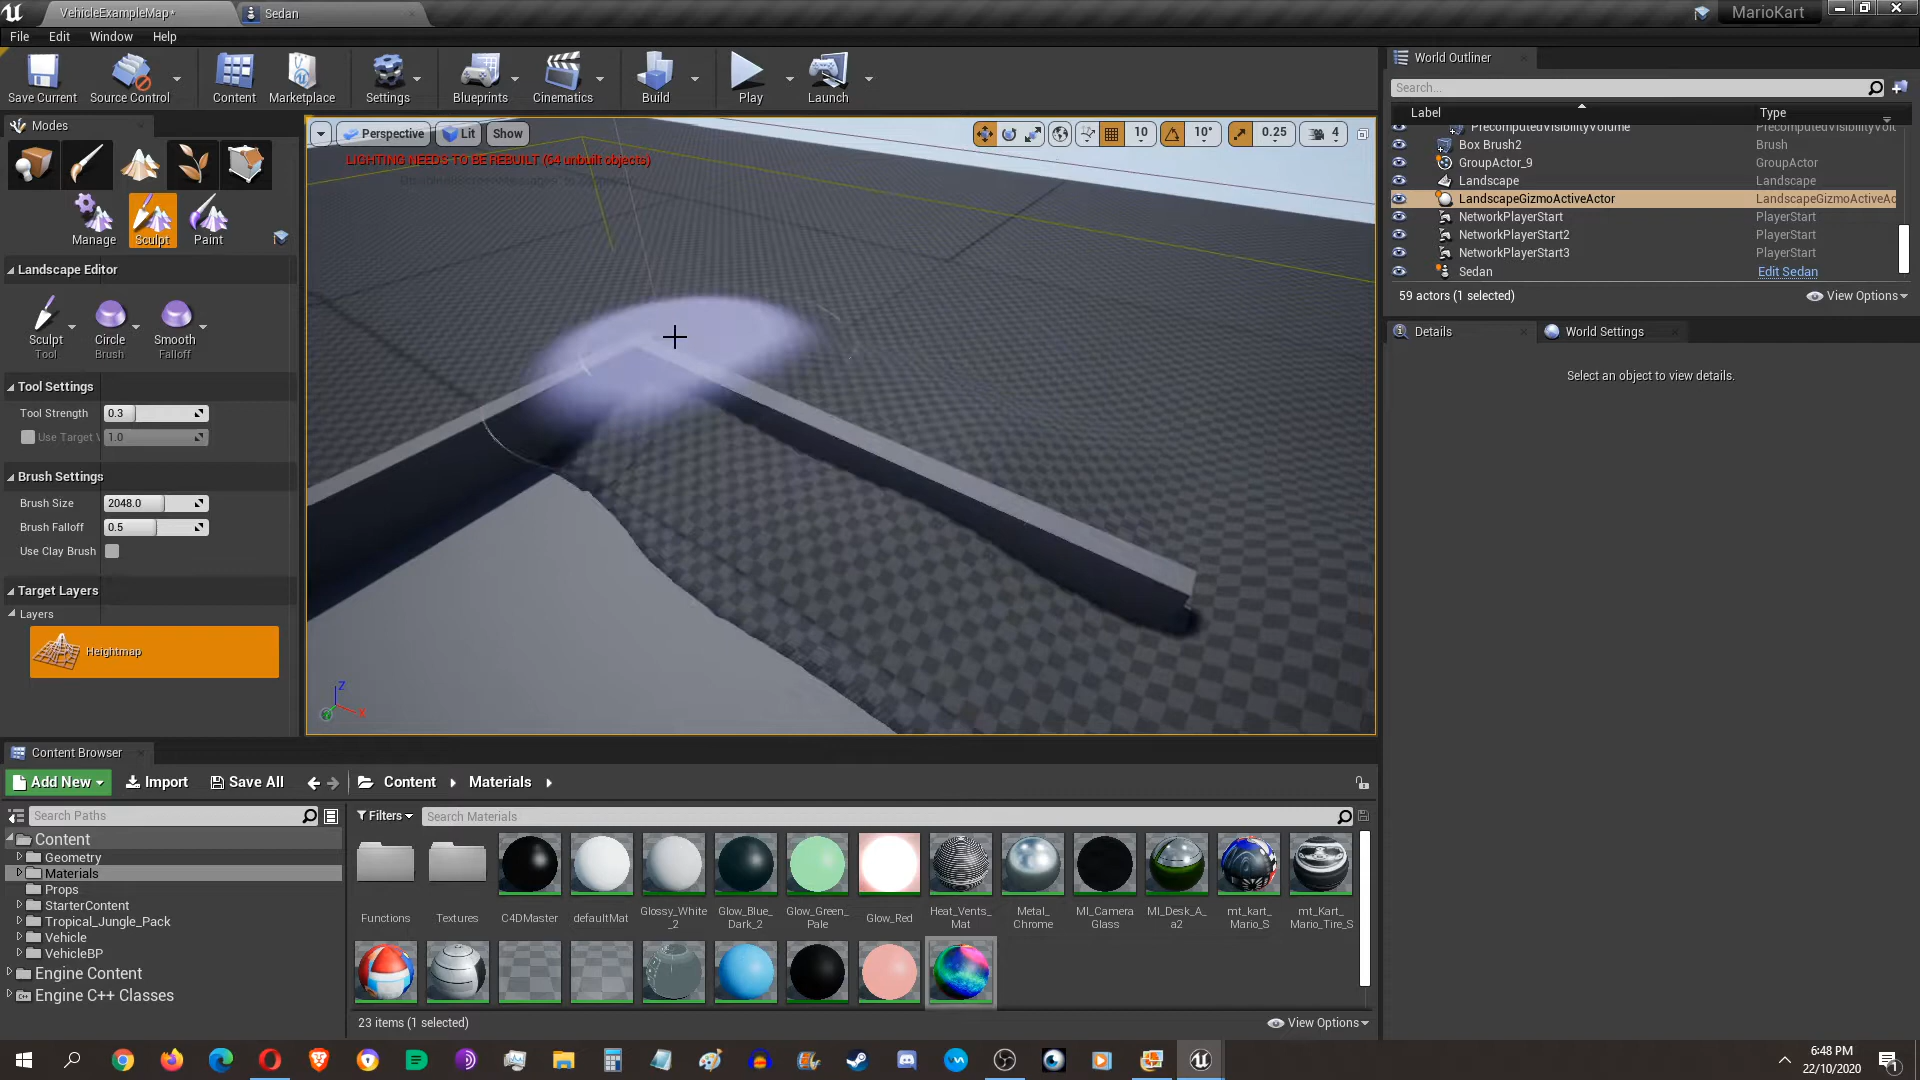 VehicleExampleMap*
Sedan
MarioKart
File
Edit
Window
Help
Save Current
Source Control
Content
Marketplace
Settings
Blueprints
Cinematics
Build
Play
Launch
Modes
Manage
Sculpt
Paint
Landscape Editor
Sculpt
Tool
Circle
Brush
Smooth
Falloff
Tool Settings
Tool Strength
0.3
Use Target V
1.0
Brush Settings
Brush Size
2048.0
Brush Falloff
0.5
Use Clay Brush
Target Layers
Layers
Heightmap
Perspective
Lit
Show
10
10°
0.25
4
LIGHTING NEEDS TO BE REBUILT (64 unbuilt objects)
Z
X
World Outliner
Search...
Label
Type
PrecomputedVisibilityVolume
PrecomputedVisibilityVolu
Box Brush2
Brush
GroupActor_9
GroupActor
Landscape
Landscape
LandscapeGizmoActiveActor
LandscapeGizmoActiveAc
NetworkPlayerStart
PlayerStart
NetworkPlayerStart2
PlayerStart
NetworkPlayerStart3
PlayerStart
Sedan
Edit Sedan
59 actors (1 selected)
View Options
Details
World Settings
Select an object to view details.
Content Browser
Add New
Import
Save All
Content
Materials
Search Paths
Content
Geometry
Materials
Props
StarterContent
Tropical_Jungle_Pack
Vehicle
VehicleBP
Engine Content
Engine C++ Classes
Filters
Search Materials
Functions
Textures
C4DMaster
defaultMat
Glossy_White
_2
Glow_Blue_
Dark_2
Glow_Green_
Pale
Glow_Red
Heat_Vents_
Mat
Metal_
Chrome
MI_Camera
Glass
MI_Desk_A_
a2
mt_kart_
Mario_S
mt_Kart_
Mario_Tire_S
23 items (1 selected)
View Options
6:48 PM
22/10/2020
1